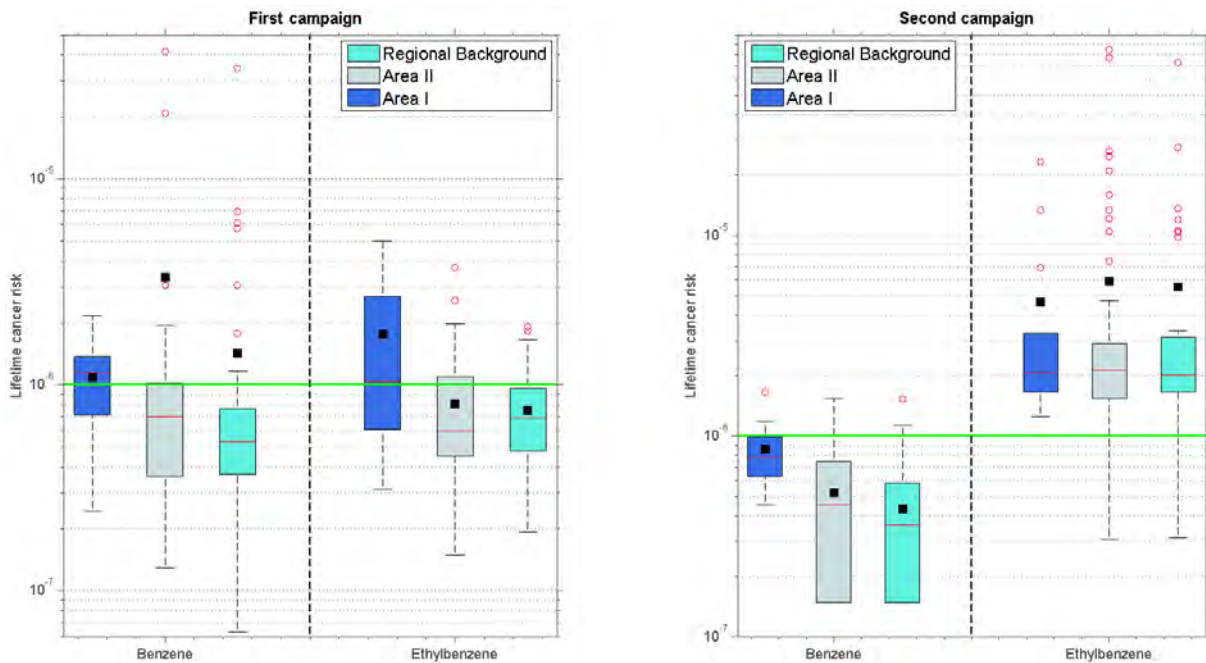 First campaign
Regional Background
Area II
Area I
Lifetime cancer risk
10-5
10-6
10-7
Benzene
Ethylbenzene
Second campaign
Regional Background
Area II
Area I
Lifetime cancer risk
10-5
10-6
10-7
Benzene
Ethylbenzene